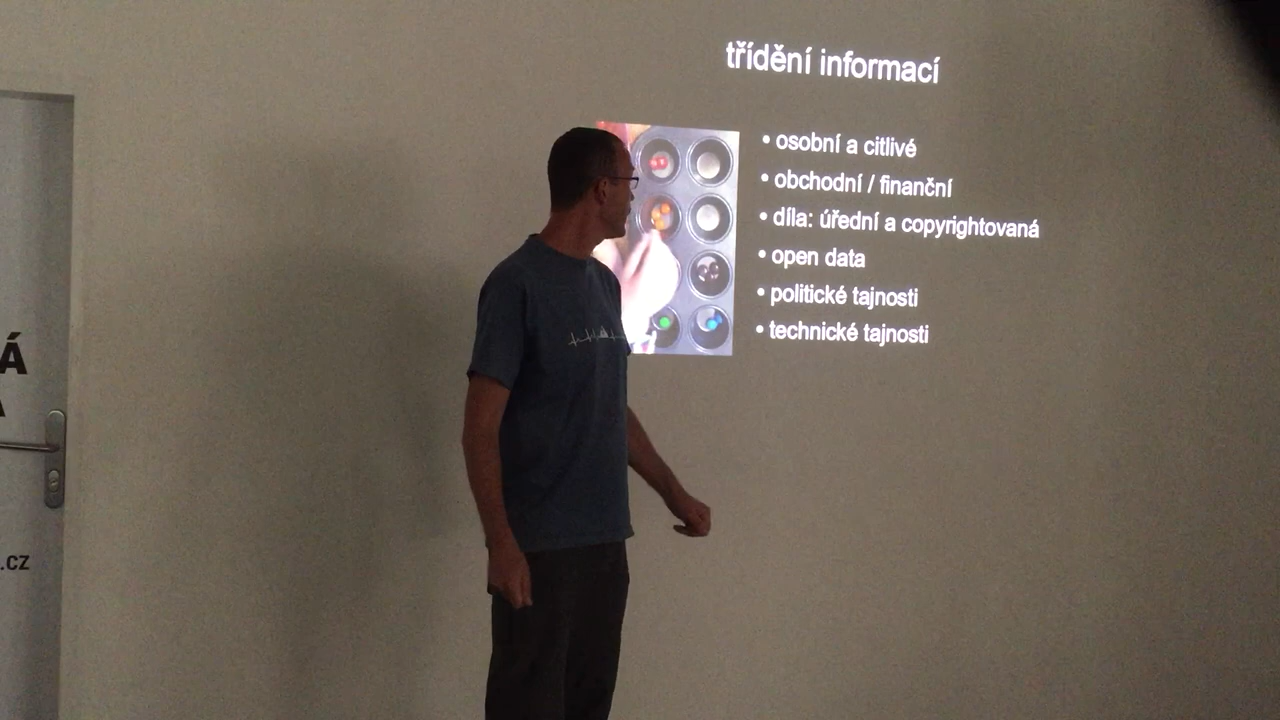 třídění informací
• osobní a citlivé
• obchodní / finanční
• díla: úřední a copyrightovaná
• open data
• politické tajnosti
• technické tajnosti
Á
A
.cz